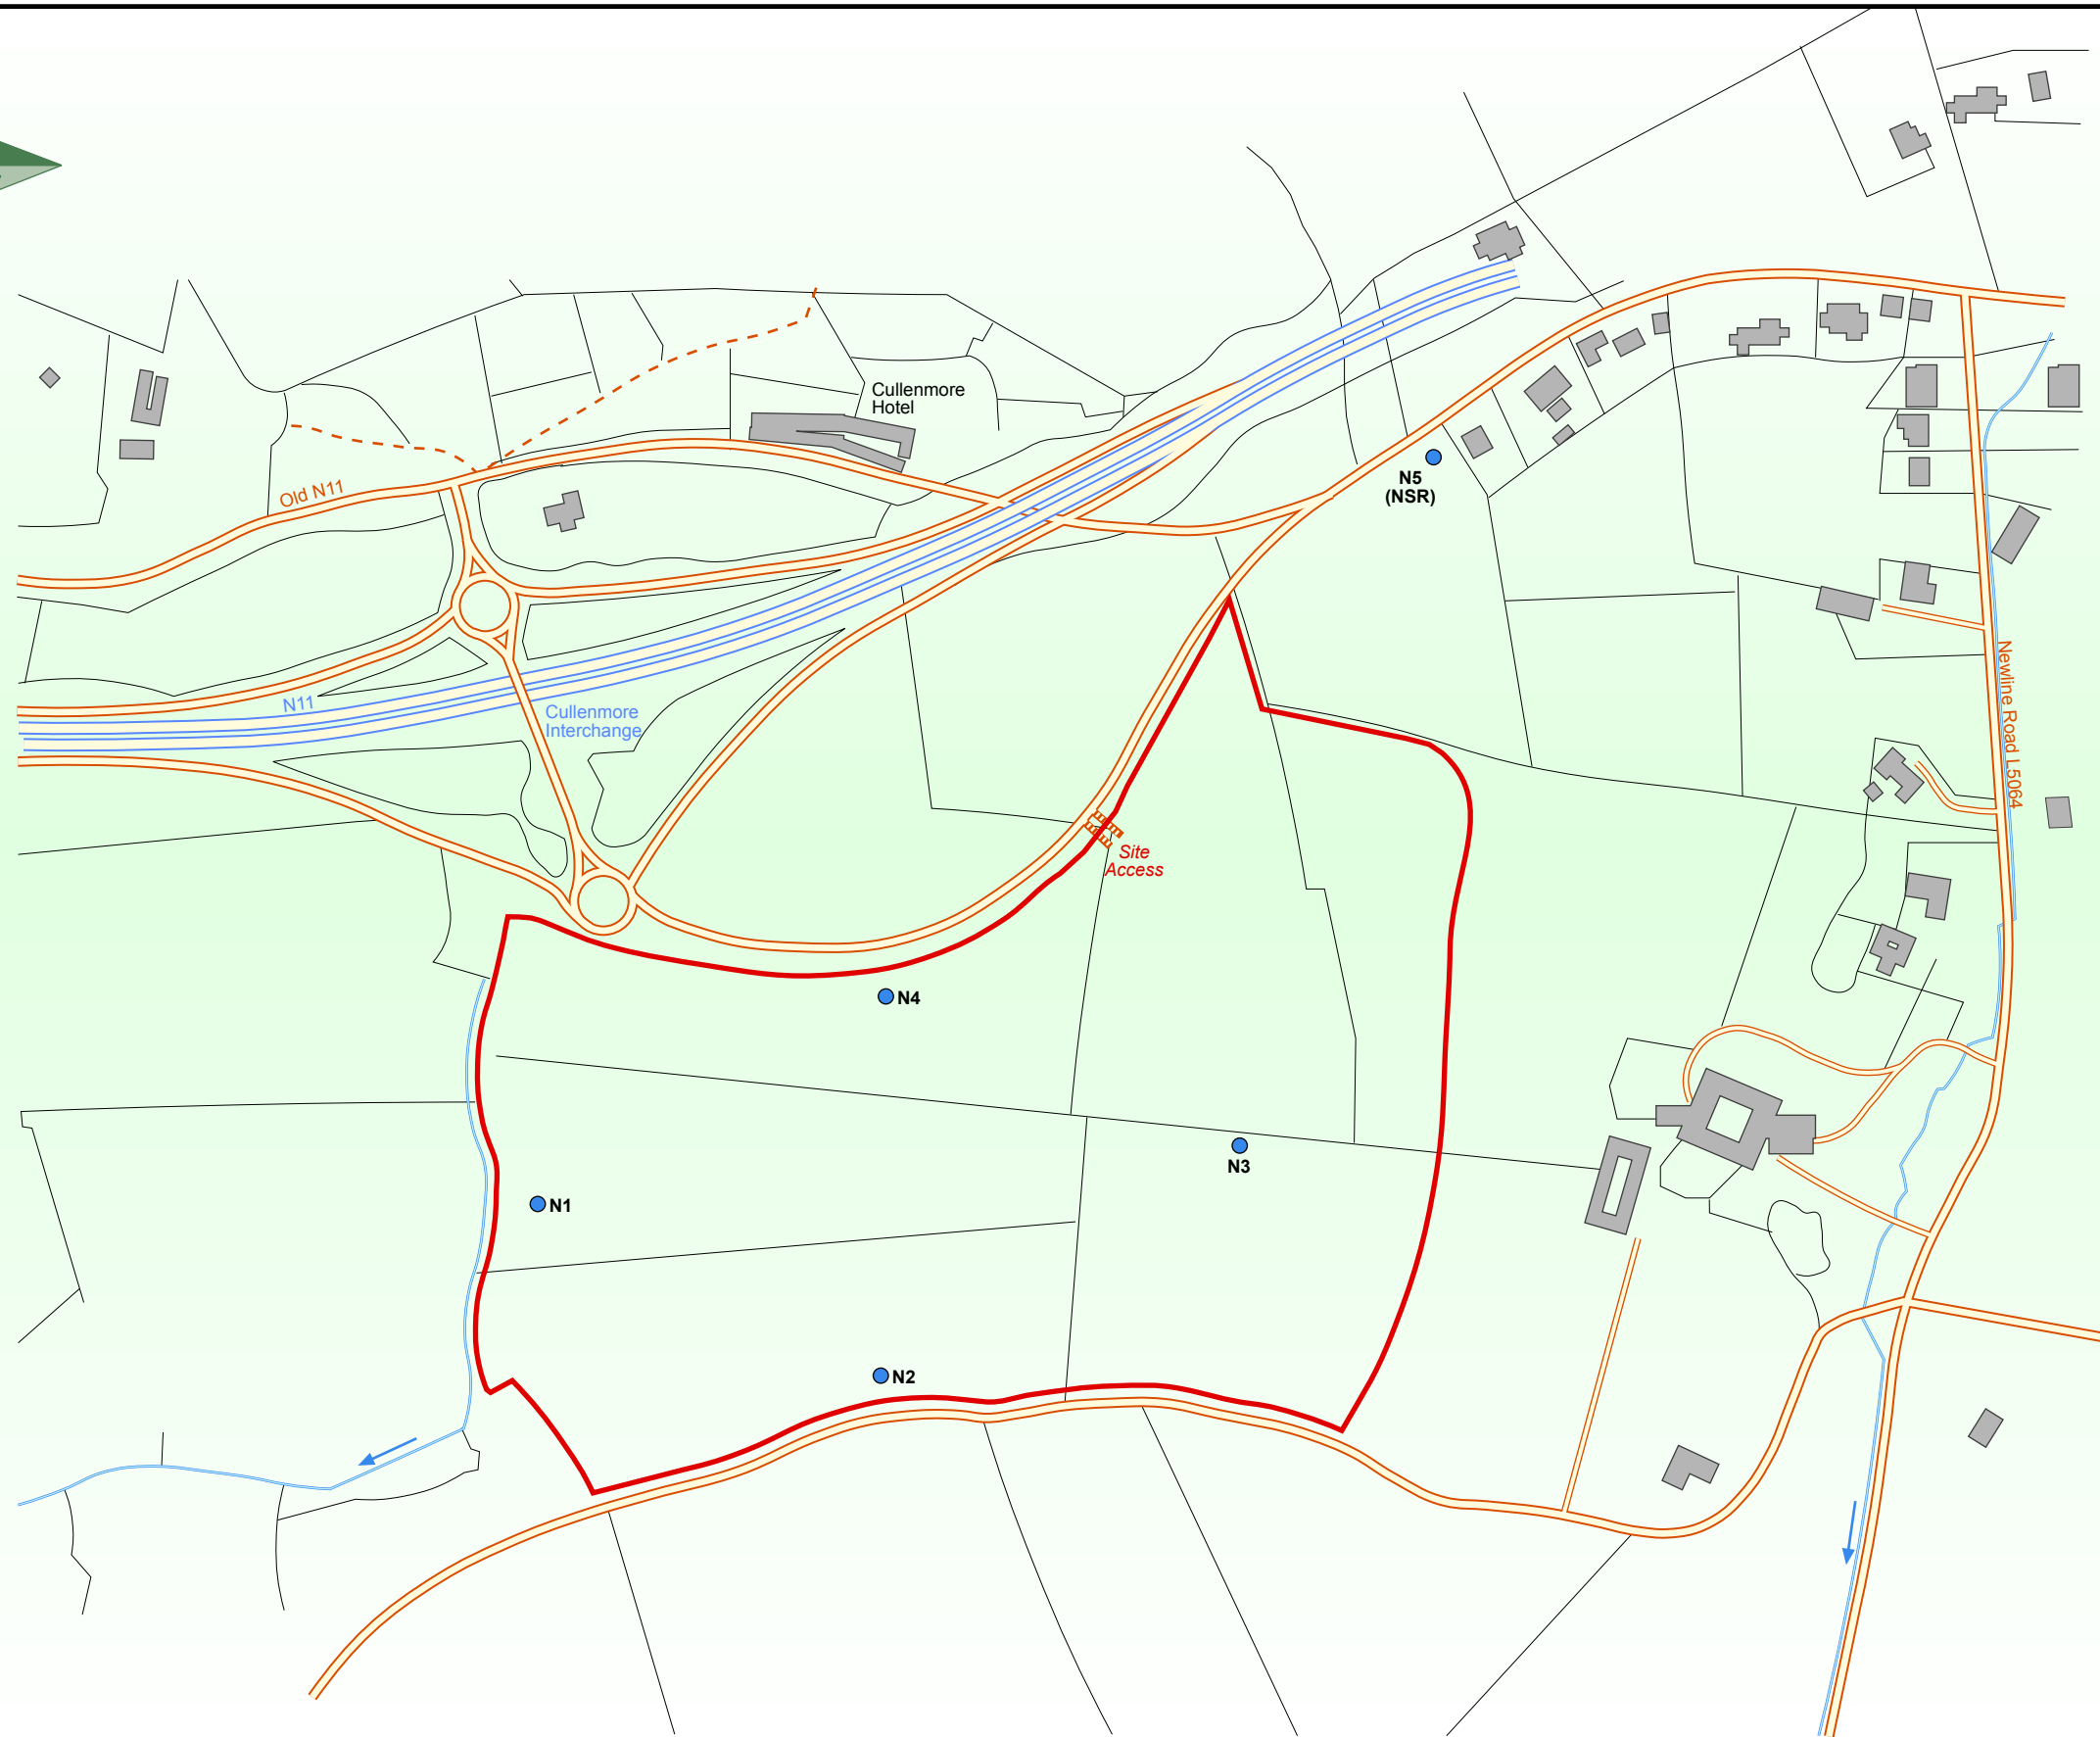 Cullenmore
Hotel
N5
(NSR)
Old N11
N11
Cullenmore
Interchange
Newline Road L5064
Site
Access
N4
N3
N1
N2